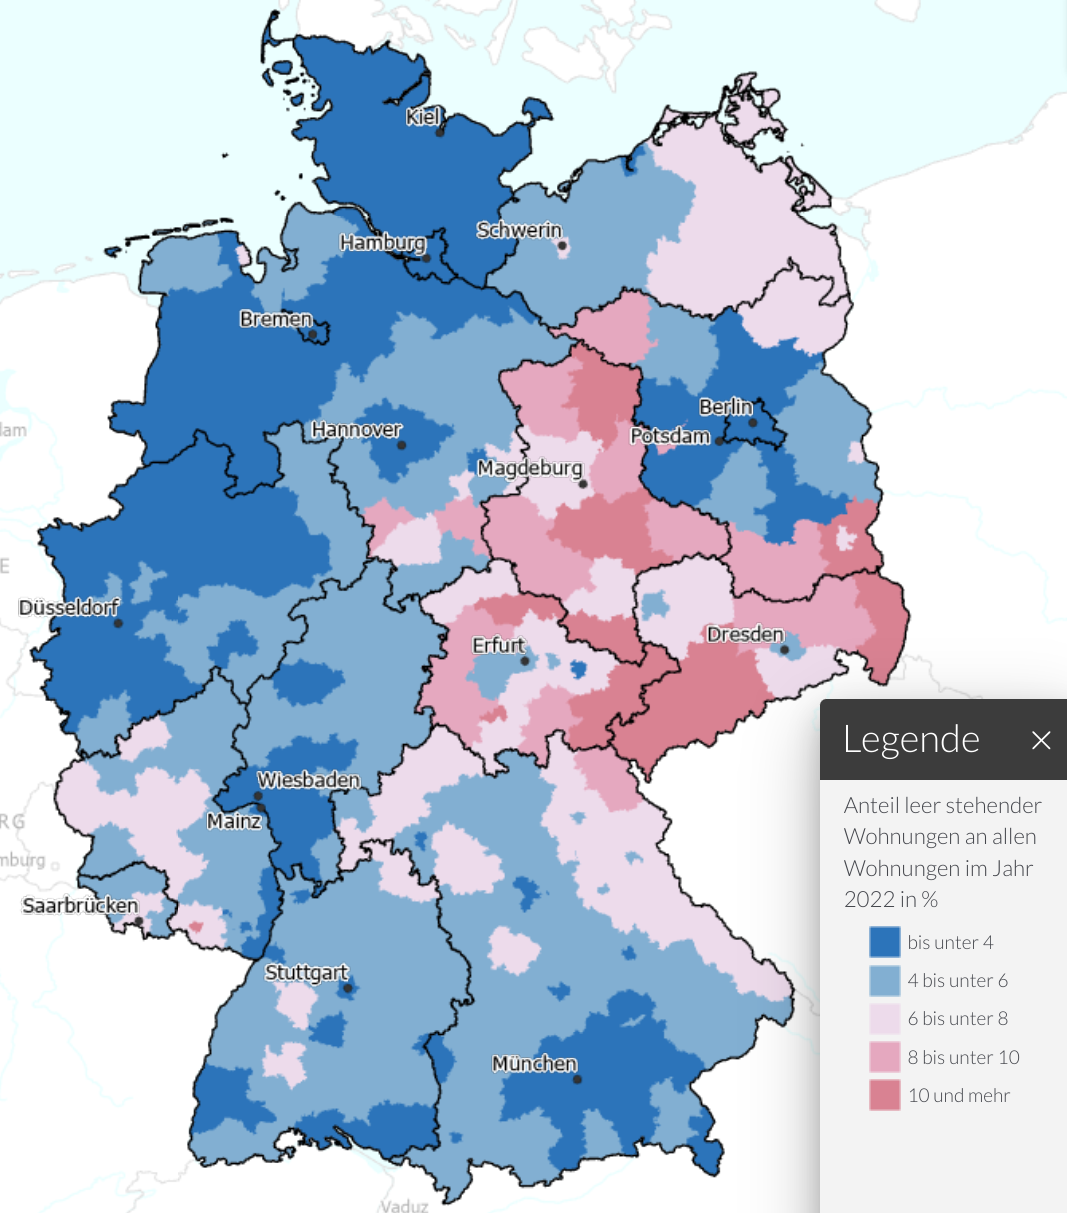 Kiel
Schwerin
Hamburg
Bremen
Berlin
Hannover
Potsdam
Magdeburg
Düsseldorf
Dresden
Erfurt
Wiesbaden
Mainz
Saarbrücken
Stuttgart
München
Vaduz
dam
E
RG
mburg
Legende
Anteil leer stehender
Wohnungen an allen
Wohnungen im Jahr
2022 in %
bis unter 4
4 bis unter 6
6 bis unter 8
8 bis unter 10
10 und mehr